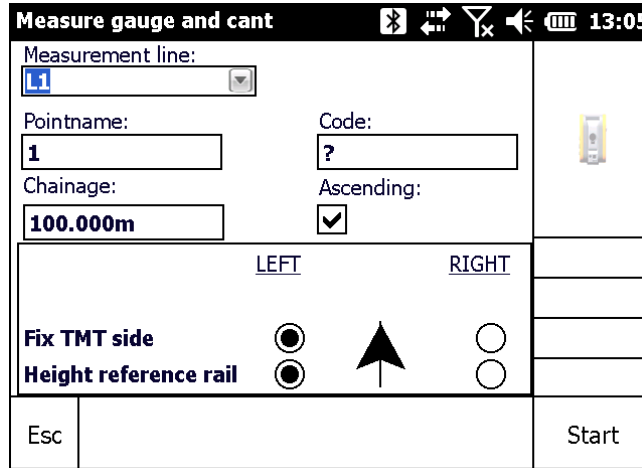 Measure gauge and cant 13:05
Measurement line:
L1
Pointname: Code:
1 ?
Chainage: Ascending:
100.000m
LEFT RIGHT
Fix TMT side
Height reference rail
Esc Start